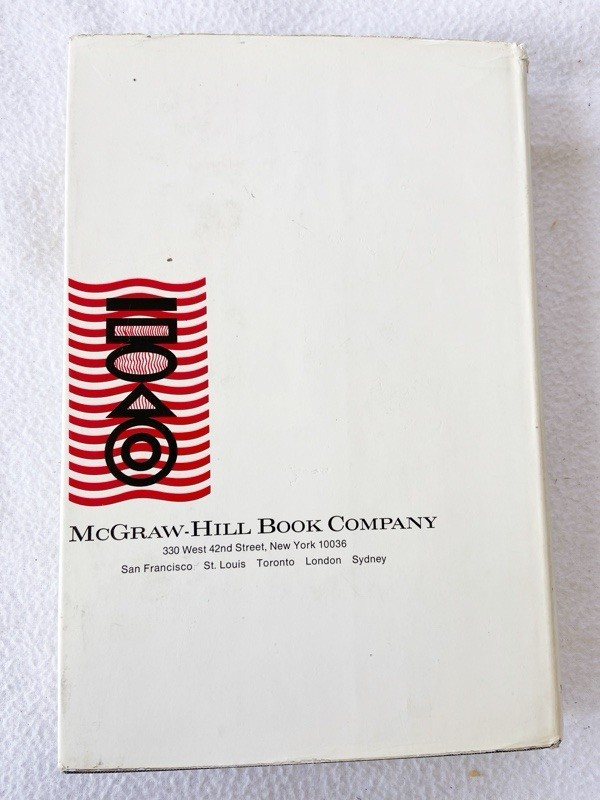 McGraw-Hill Book Company
330 West 42nd Street, New York 10036
San Francisco St. Louis Toronto London Sydney